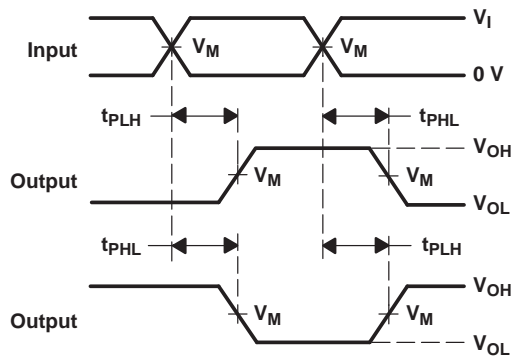 Input
V_M
V_M
V_I
0 V
t_PLH
t_PHL
Output
V_M
V_M
V_OH
V_OL
t_PHL
t_PLH
Output
V_M
V_M
V_OH
V_OL